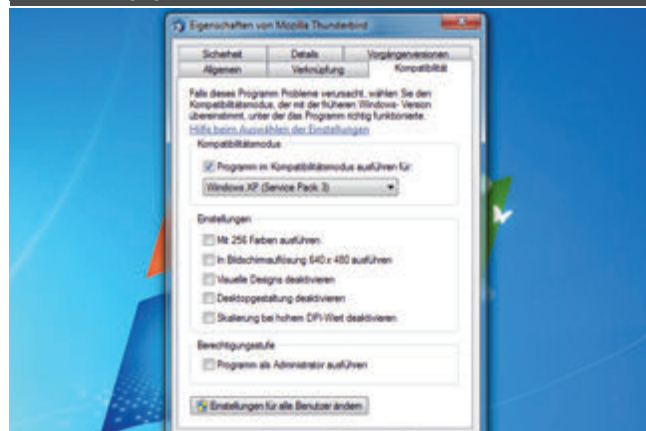 Eigenschaften von Mozilla Thunderbird
Sicherheit Details Vorgängerversionen
Allgemein Verknüpfung Kompatibilität
Falls dieses Programm Probleme verursacht, wählen Sie den
Kompatibilitätsmodus, der mit der früheren Windows-Version
übereinstimmt, unter der das Programm richtig funktionierte.
Hilfe beim Auswählen der Einstellungen
Kompatibilitätsmodus
Programm im Kompatibilitätsmodus ausführen für:
Windows XP (Service Pack 3)
Einstellungen
Mit 256 Farben ausführen
In Bildschirmauflösung 640 x 480 ausführen
Visuelle Designs deaktivieren
Desktopgestaltung deaktivieren
Skalierung bei hohem DPI-Wert deaktivieren
Berechtigungsstufe
Programm als Administrator ausführen
Einstellungen für alle Benutzer ändern